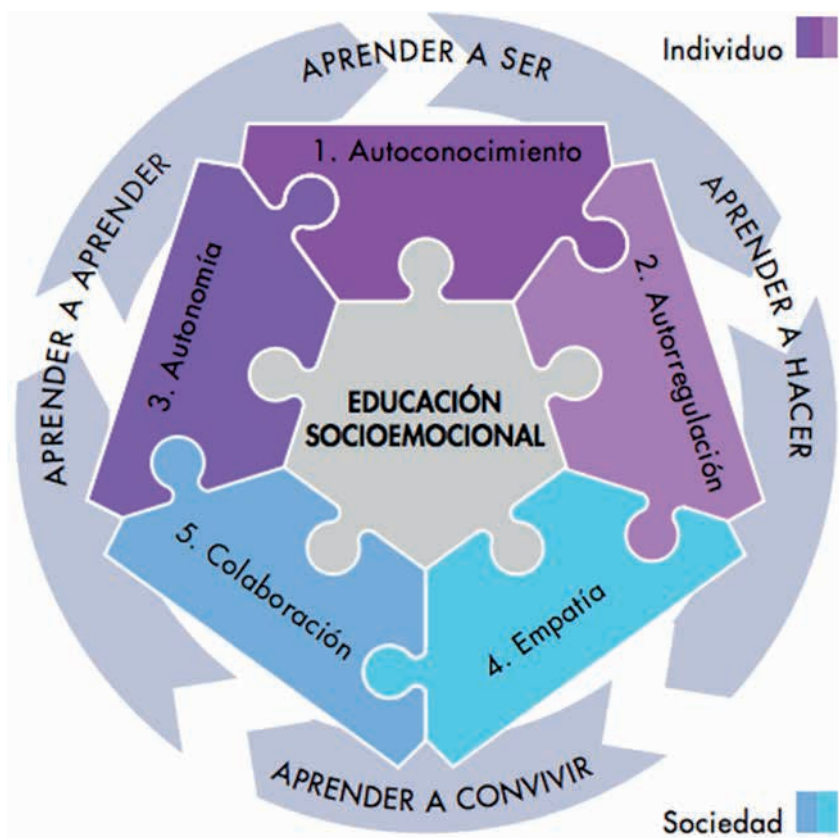 Individuo
APRENDER A SER
APRENDER A HACER
APRENDER A CONVIVIR
APRENDER A APRENDER
1. Autoconocimiento
2. Autorregulación
3. Autonomía
4. Empatía
5. Colaboración
EDUCACIÓN
SOCIOEMOCIONAL
Sociedad